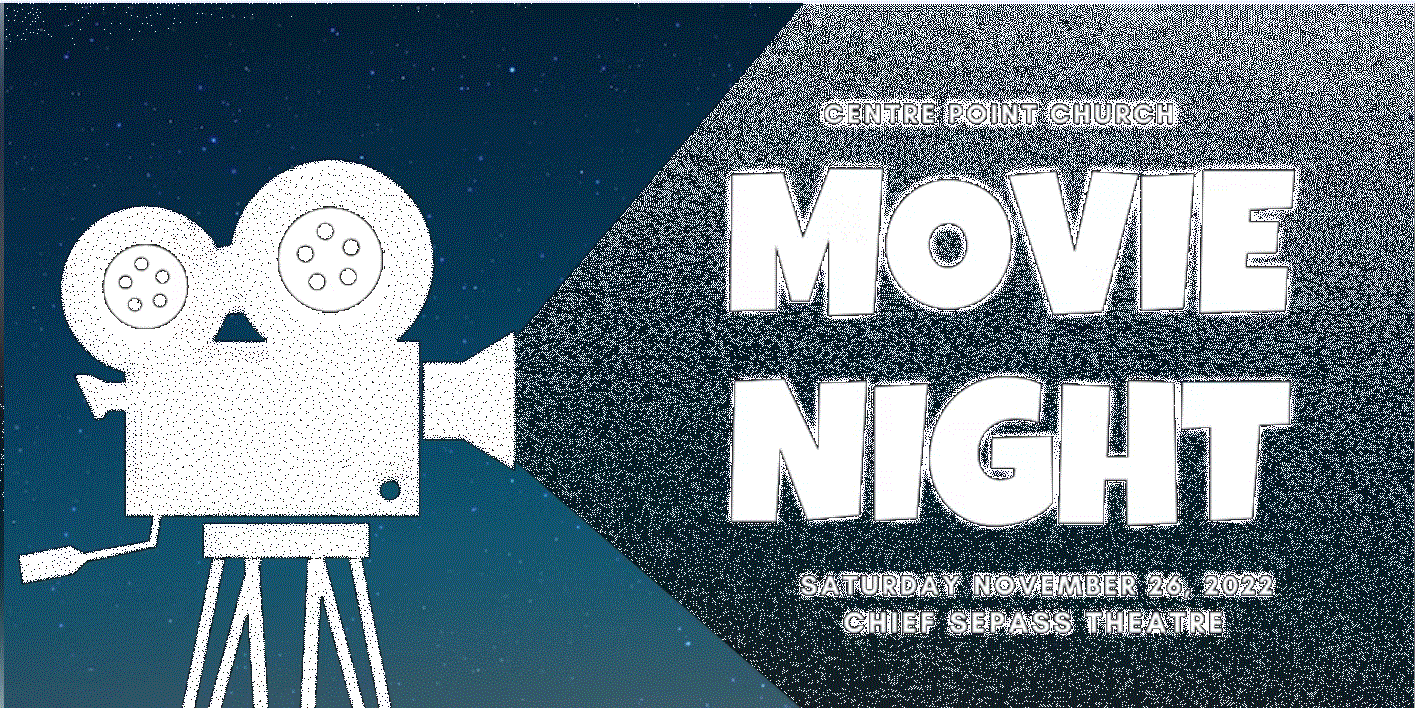 CENTRE POINT CHURCH
MOVIE
NIGHT
SATURDAY NOVEMBER 26, 2022
CHIEF SEPASS THEATRE